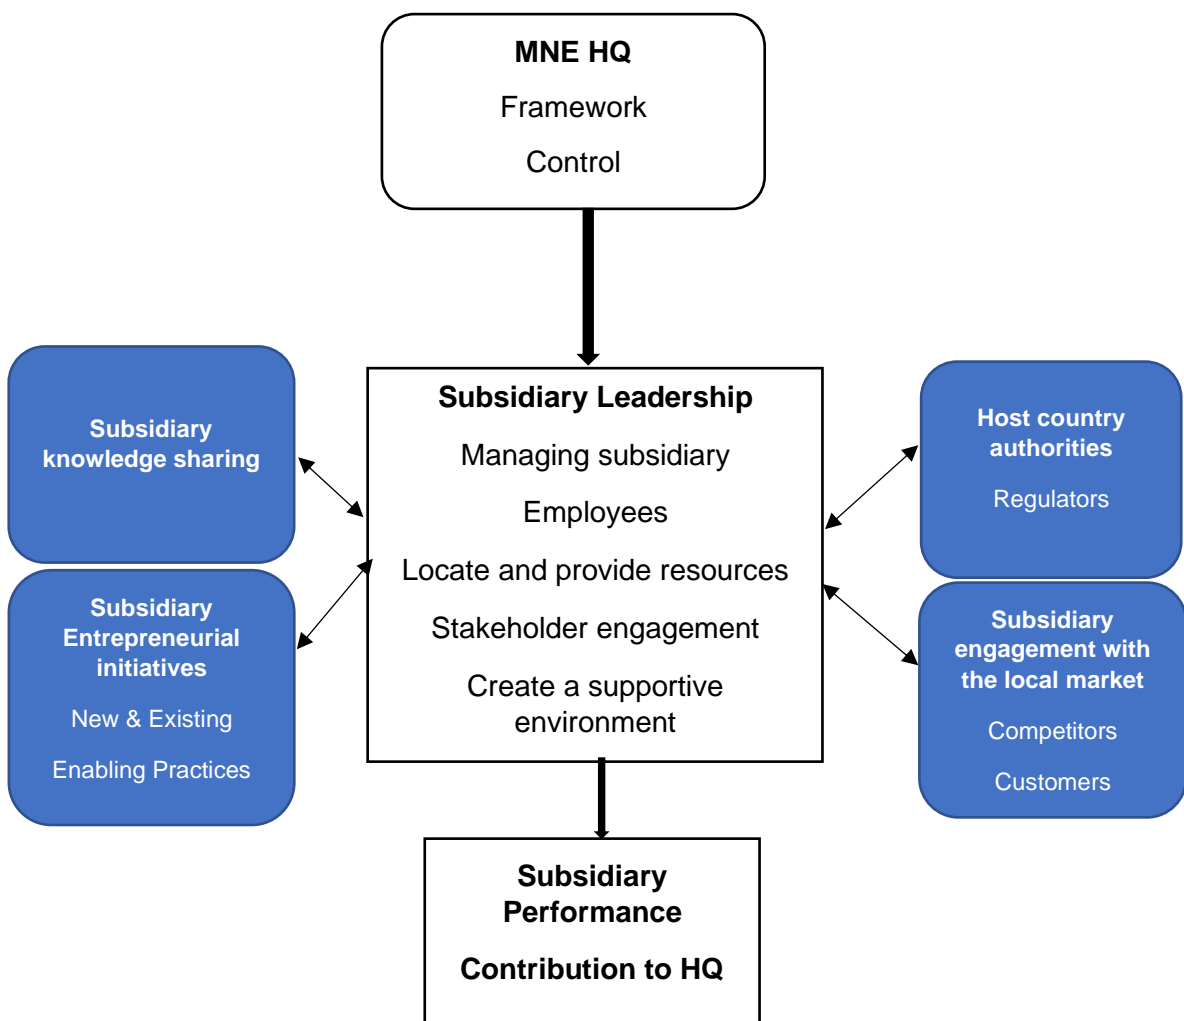 MNE HQ
Framework
Control
Subsidiary
knowledge sharing
Subsidiary
Entrepreneurial
initiatives
New & Existing
Enabling Practices
Subsidiary Leadership
Managing subsidiary
Employees
Locate and provide resources
Stakeholder engagement
Create a supportive
environment
Host country
authorities
Regulators
Subsidiary
engagement with
the local market
Competitors
Customers
Subsidiary
Performance
Contribution to HQ